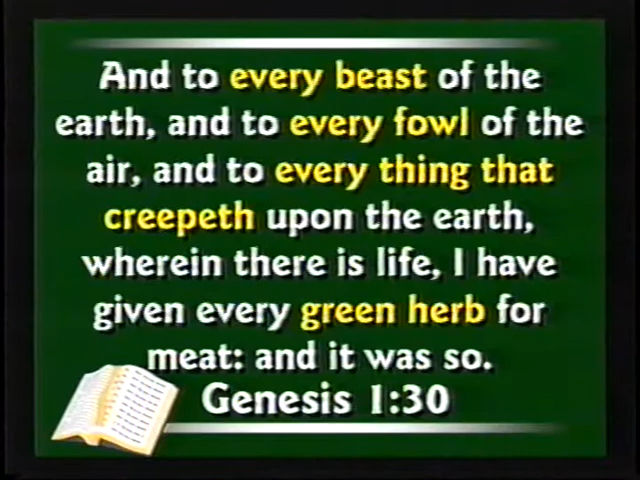 And to every beast of the
earth, and to every fowl of the
air, and to every thing that
creepeth upon the earth,
wherein there is life, I have
given every green herb for
meat: and it was so.
Genesis 1:30